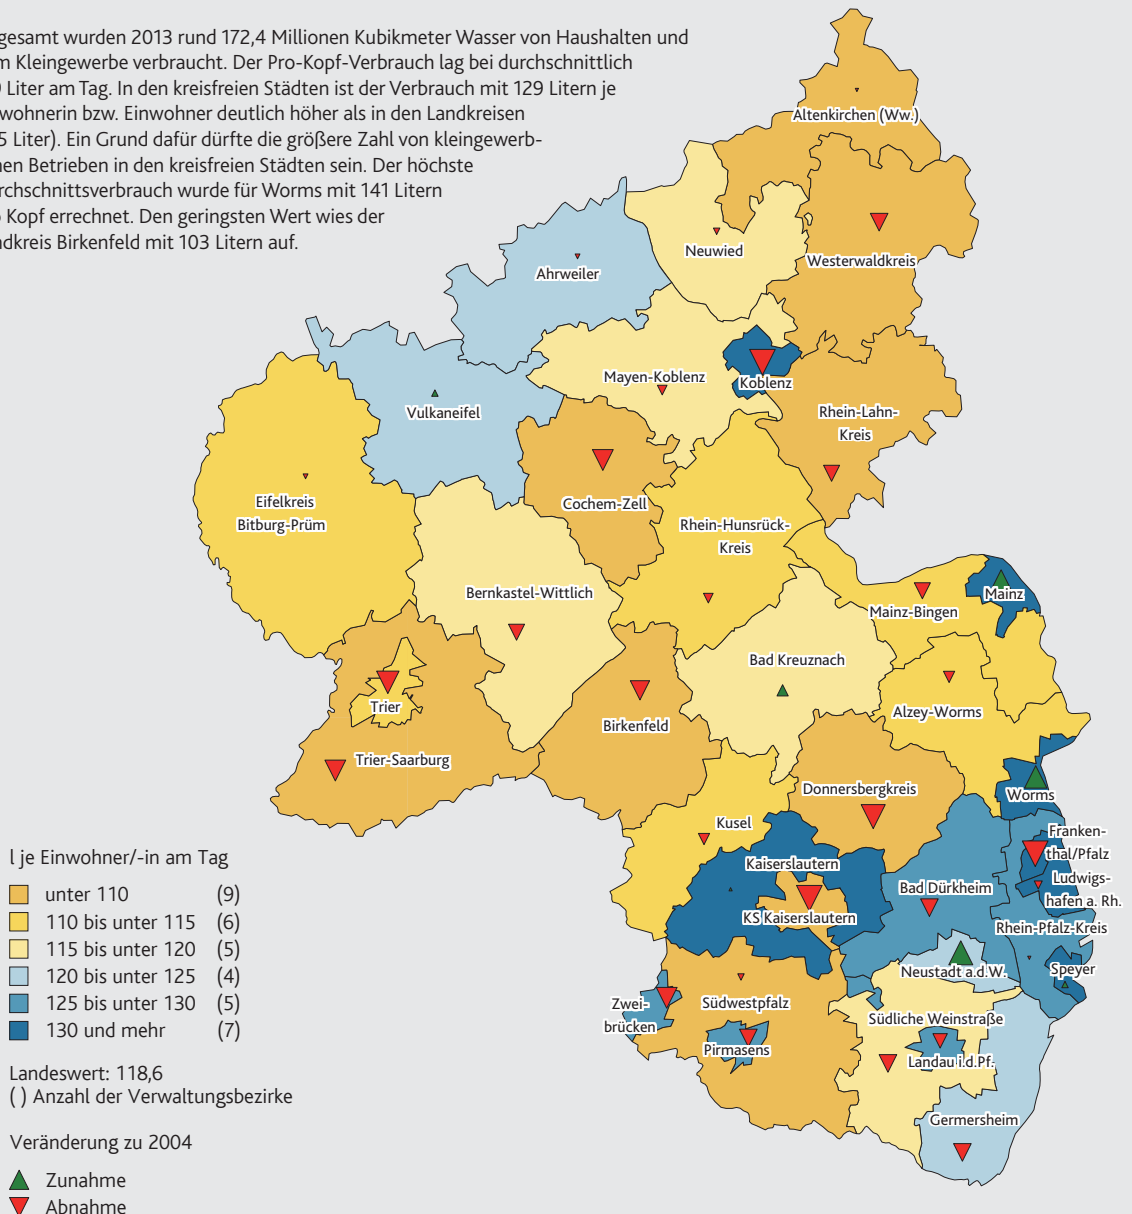 gesamt wurden 2013 rund 172,4 Millionen Kubikmeter Wasser von Haushalten und
m Kleingewerbe verbraucht. Der Pro-Kopf-Verbrauch lag bei durchschnittlich
Liter am Tag. In den kreisfreien Städten ist der Verbrauch mit 129 Litern je
wohnerin bzw. Einwohner deutlich höher als in den Landkreisen
5 Liter). Ein Grund dafür dürfte die größere Zahl von kleingewerb-
nen Betrieben in den kreisfreien Städten sein. Der höchste
rchschnittsverbrauch wurde für Worms mit 141 Litern
Kopf errechnet. Den geringsten Wert wies der
ndkreis Birkenfeld mit 103 Litern auf.
Altenkirchen (Ww.)
Neuwied
Westerwaldkreis
Ahrweiler
Mayen-Koblenz
Koblenz
Vulkaneifel
Rhein-Lahn-
Kreis
Cochem-Zell
Eifelkreis
Bitburg-Prüm
Rhein-Hunsrück-
Kreis
Bernkastel-Wittlich
Mainz
Mainz-Bingen
Bad Kreuznach
Trier
Alzey-Worms
Birkenfeld
Trier-Saarburg
Donnersbergkreis
Worms
Kusel
Franken-
thal/Pfalz
Kaiserslautern
Ludwigs-
hafen a. Rh.
Bad Dürkheim
KS Kaiserslautern
Rhein-Pfalz-Kreis
Neustadt a.d.W.
Speyer
Zwei-
brücken
Südwestpfalz
Südliche Weinstraße
Pirmasens
Landau i.d.Pf.
Germersheim
l je Einwohner/-in am Tag
unter 110 (9)
110 bis unter 115 (6)
115 bis unter 120 (5)
120 bis unter 125 (4)
125 bis unter 130 (5)
130 und mehr (7)
Landeswert: 118,6
( ) Anzahl der Verwaltungsbezirke
Veränderung zu 2004
Zunahme
Abnahme